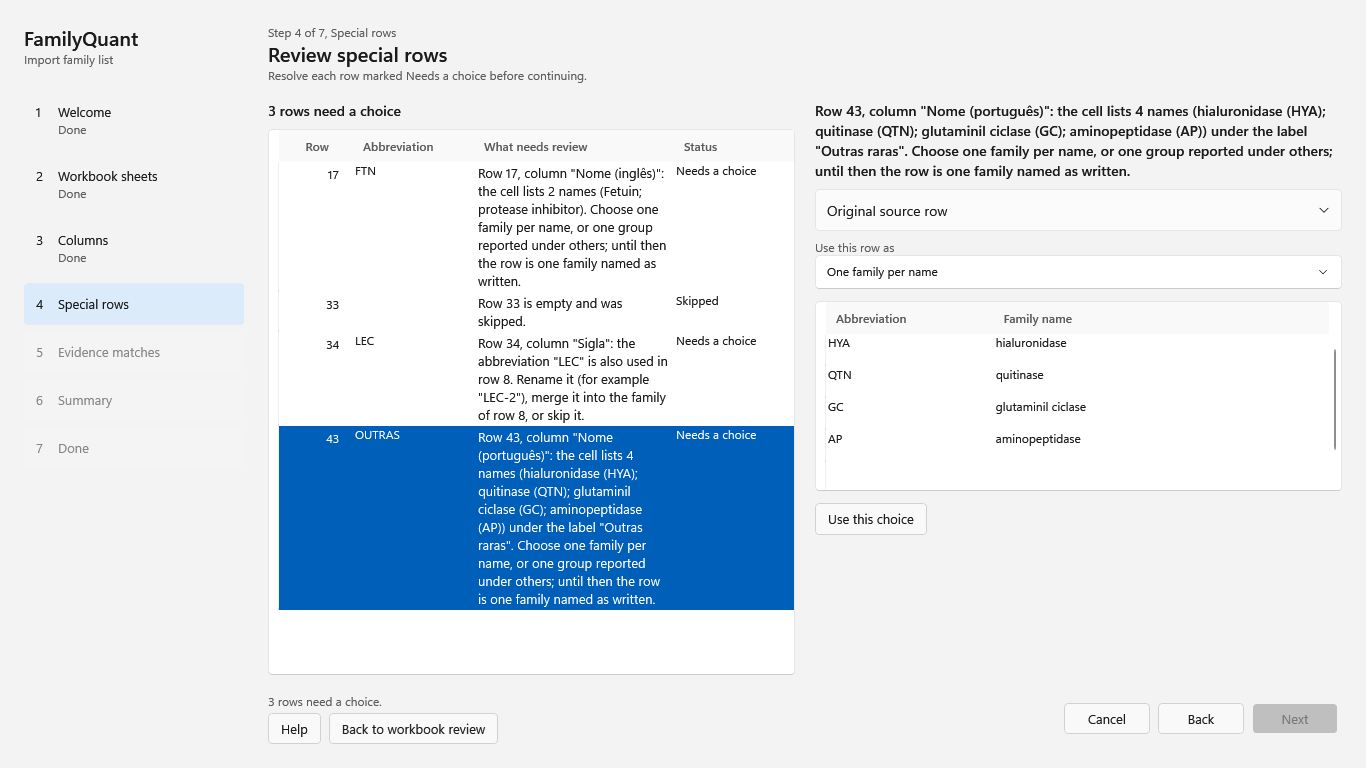 FamilyQuant
Import family list
1 Welcome
Done
2 Workbook sheets
Done
3 Columns
Done
4 Special rows
5 Evidence matches
6 Summary
7 Done
Step 4 of 7, Special rows
Review special rows
Resolve each row marked Needs a choice before continuing.
3 rows need a choice
Row Abbreviation What needs review Status
17 FTN Row 17, column "Nome (inglês)": Needs a choice
the cell lists 2 names (Fetuin;
protease inhibitor). Choose one
family per name, or one group
reported under others; until then
the row is one family named as
written.
33 Row 33 is empty and was Skipped
skipped.
34 LEC Row 34, column "Sigla": the Needs a choice
abbreviation "LEC" is also used in
row 8. Rename it (for example
"LEC-2"), merge it into the family
of row 8, or skip it.
43 OUTRAS Row 43, column "Nome Needs a choice
(português)": the cell lists 4
names (hialuronidase (HYA);
quitinase (QTN); glutaminil
ciclase (GC); aminopeptidase
(AP)) under the label "Outras
raras". Choose one family per
name, or one group reported
under others; until then the row
is one family named as written.
3 rows need a choice.
Help Back to workbook review
Row 43, column "Nome (português)": the cell lists 4 names (hialuronidase (HYA);
quitinase (QTN); glutaminil ciclase (GC); aminopeptidase (AP)) under the label
"Outras raras". Choose one family per name, or one group reported under others;
until then the row is one family named as written.
Original source row
Use this row as
One family per name
Abbreviation Family name
HYA hialuronidase
QTN quitinase
GC glutaminil ciclase
AP aminopeptidase
Use this choice
Cancel Back Next